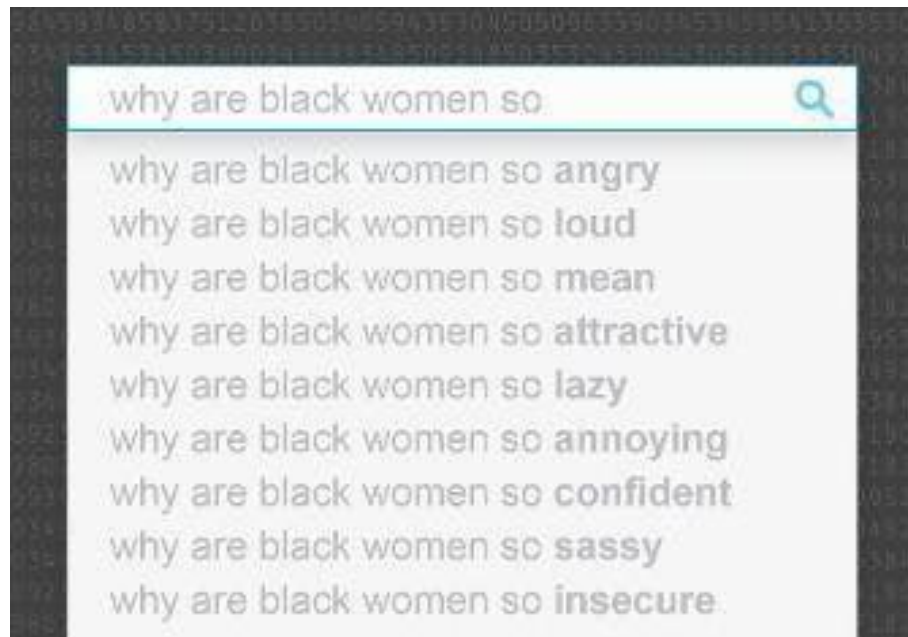 why are black women so
why are black women so angry
why are black women so loud
why are black women so mean
why are black women so attractive
why are black women so lazy
why are black women so annoying
why are black women so confident
why are black women so sassy
why are black women so insecure